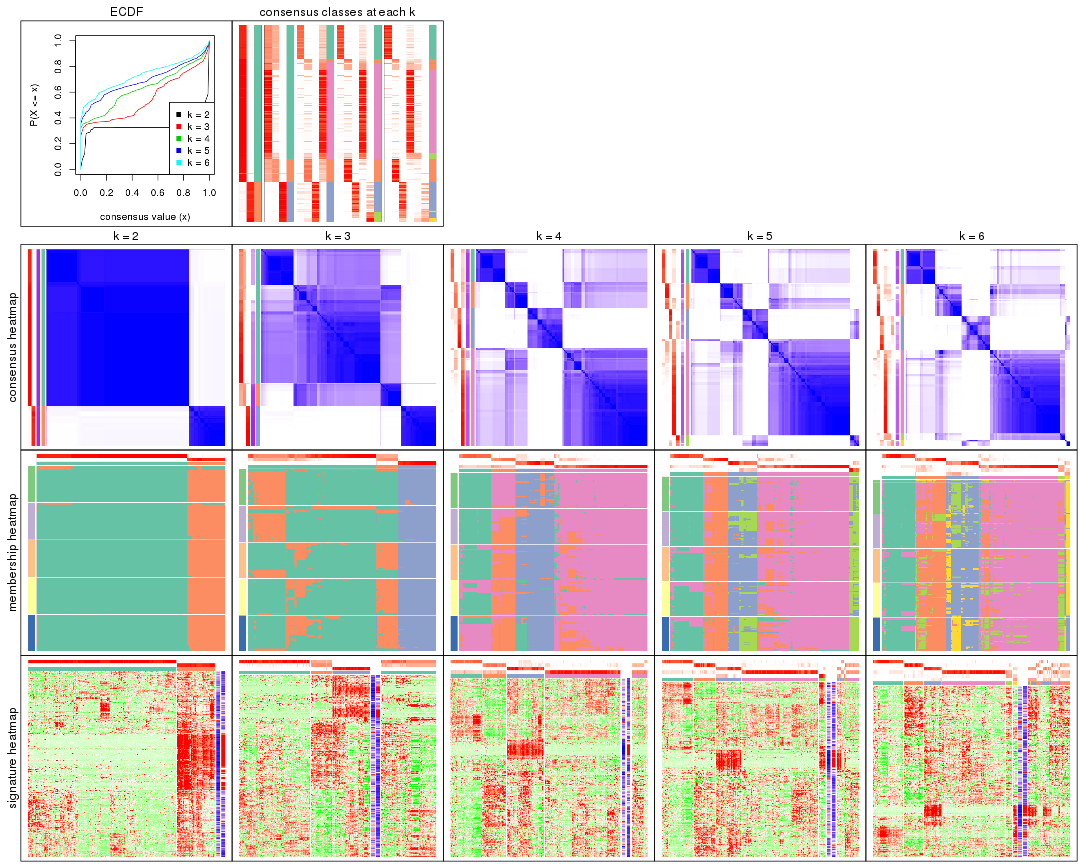 ECDF
consensus classes at each k
P(X <= x)
0.0 0.2 0.4 0.6 0.8 1.0
k = 2
k = 3
k = 4
k = 5
k = 6
0.0 0.2 0.4 0.6 0.8 1.0
consensus value (x)
k = 2
k = 3
k = 4
k = 5
k = 6
consensus heatmap
membership heatmap
signature heatmap